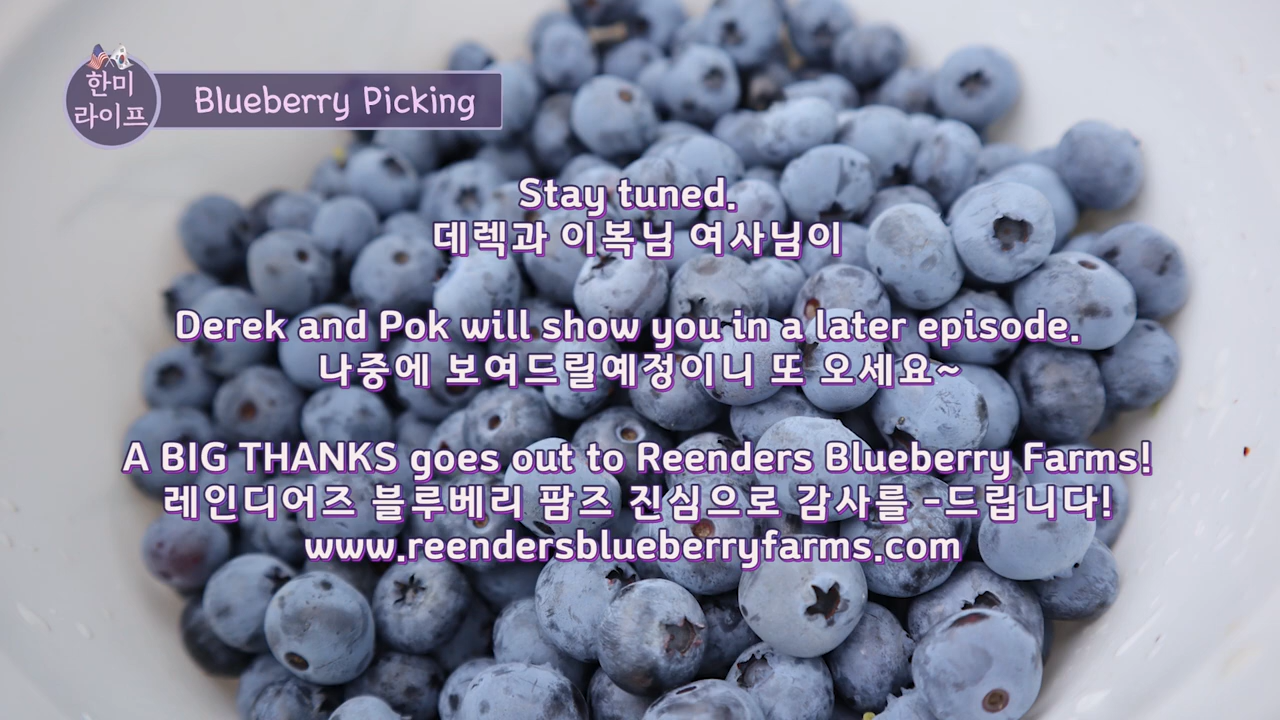 한미
라이프
Blueberry Picking
Stay tuned.
데렉과 이복님 여사님이
Derek and Pok will show you in a later episode.
나중에 보여드릴예정이니 또 오세요~
A BIG THANKS goes out to Reenders Blueberry Farms!
레인디어즈 블루베리 팜즈 진심으로 감사를 -드립니다!
www.reendersblueberryfarms.com